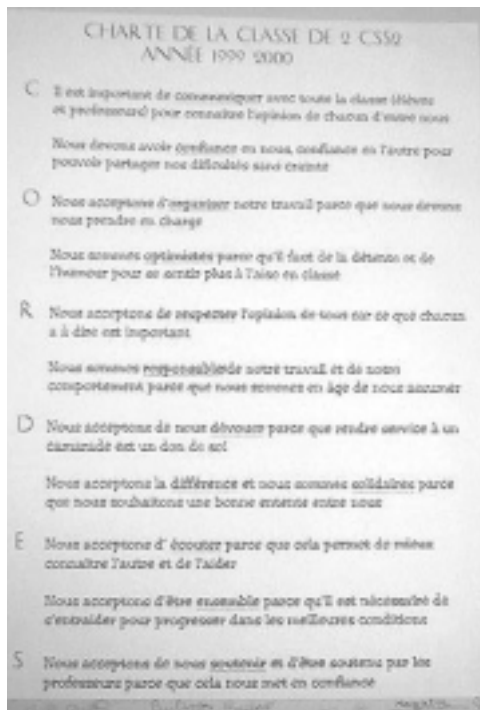 CHARTE DE LA CLASSE DE 2 CSS2
ANNÉE 1999 2000
C Il est important de communiquer avec toute la classe (élèves
et professeurs) pour connaître l'opinion de chacun d'entre nous
Nous devons avoir confiance en nous, confiance en l'autre pour
pouvoir partager nos difficultés sans crainte
O Nous acceptons d'organiser notre travail parce que nous devons
nous prendre en charge
Nous sommes optimistes parce qu'il faut de la détente et de
l'humour pour se sentir plus à l'aise en classe
R Nous acceptons de respecter l'opinion de tous car ce que chacun
a à dire est important
Nous sommes responsables de notre travail et de notre
comportement parce que nous sommes en âge de nous assumer
D Nous acceptons de nous dévouer parce que rendre service à un
camarade est un don de soi
Nous acceptons la différence et nous sommes solidaires parce
que nous souhaitons une bonne entente entre nous
E Nous acceptons d' écouter parce que cela permet de mieux
connaître l'autre et de l'aider
Nous acceptons d'être ensemble parce qu'il est nécessaire de
s'entraider pour progresser dans les meilleures conditions
S Nous acceptons de nous soutenir et d'être soutenu par les
professeurs parce que cela nous met en confiance